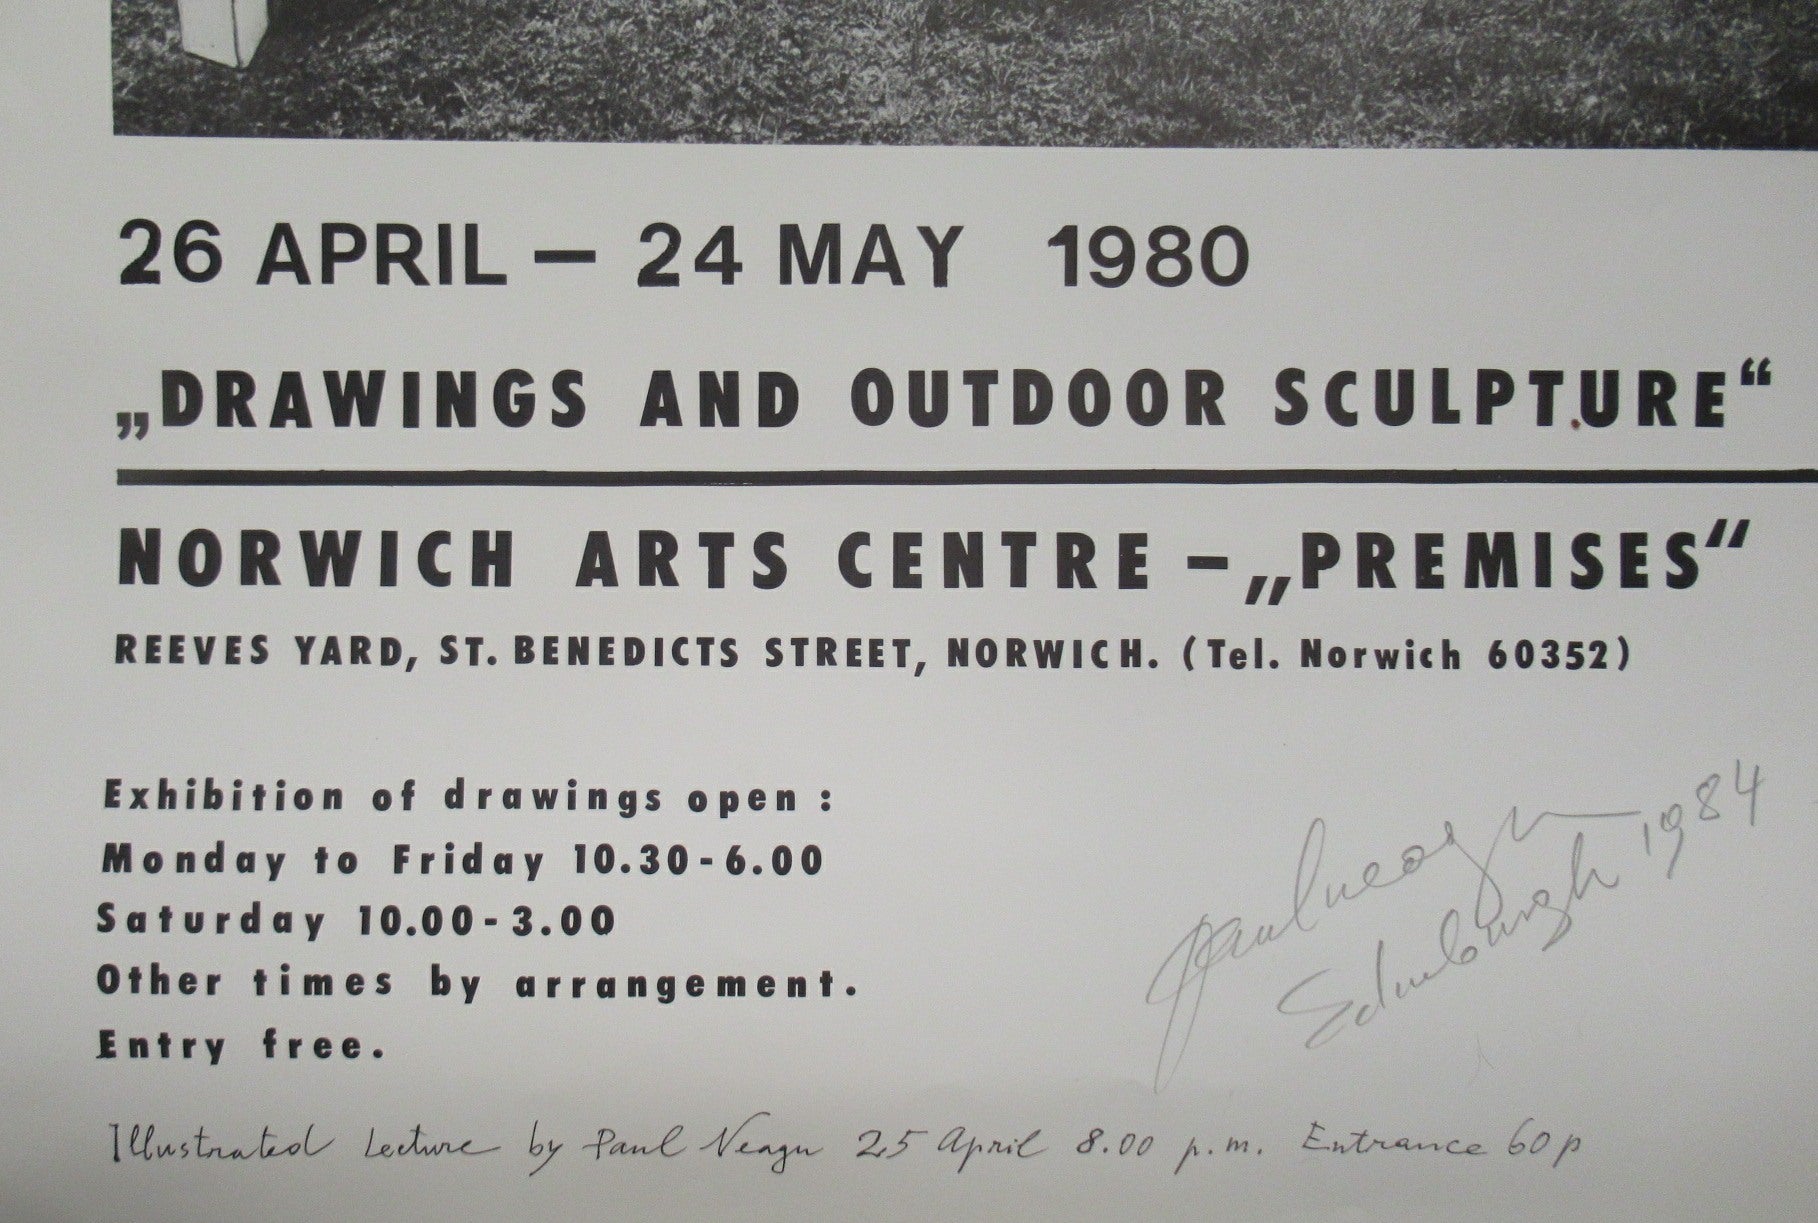 26 APRIL – 24 MAY 1980
„DRAWINGS AND OUTDOOR SCULPTURE“
NORWICH ARTS CENTRE – „PREMISES“
REEVES YARD, ST. BENEDICTS STREET, NORWICH. (Tel. Norwich 60352)
Exhibition of drawings open :
Monday to Friday 10.30-6.00
Saturday 10.00-3.00
Other times by arrangement.
Entry free.
Paul Neagu
Edinburgh 1984
Illustrated Lecture by Paul Neagu 25 April 8.00 p.m. Entrance 60p